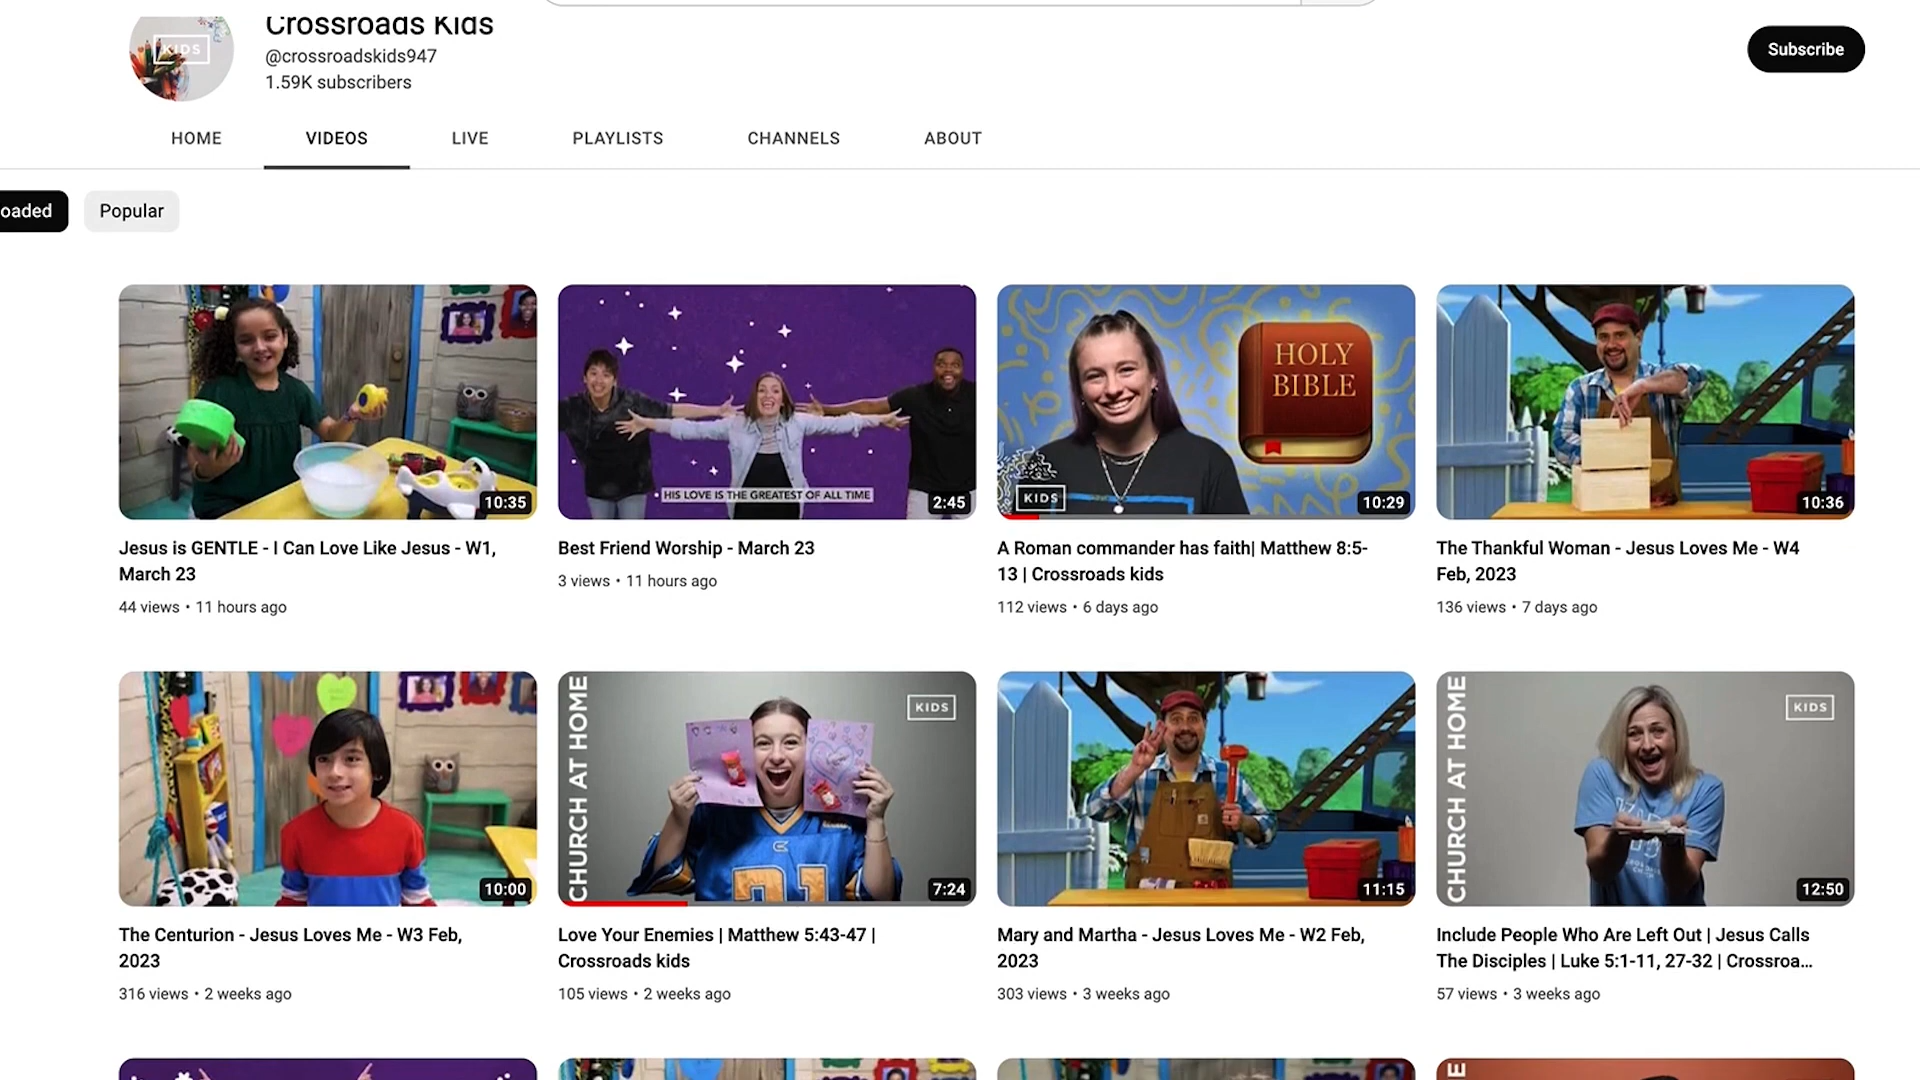 Crossroads Kids
KIDS
@crossroadskids947
1.59K subscribers
Subscribe
HOME
VIDEOS
LIVE
PLAYLISTS
CHANNELS
ABOUT
oaded
Popular
10:35
HIS LOVE IS THE GREATEST OF ALL TIME
2:45
HOLY
BIBLE
KIDS
10:29
10:36
Jesus is GENTLE - I Can Love Like Jesus - W1,
March 23
44 views • 11 hours ago
Best Friend Worship - March 23
3 views • 11 hours ago
A Roman commander has faith| Matthew 8:5-
13 | Crossroads kids
112 views • 6 days ago
The Thankful Woman - Jesus Loves Me - W4
Feb, 2023
136 views • 7 days ago
10:00
CHURCH AT HOME
KIDS
7:24
11:15
CHURCH AT HOME
KIDS
12:50
The Centurion - Jesus Loves Me - W3 Feb,
2023
316 views • 2 weeks ago
Love Your Enemies | Matthew 5:43-47 |
Crossroads kids
105 views • 2 weeks ago
Mary and Martha - Jesus Loves Me - W2 Feb,
2023
303 views • 3 weeks ago
Include People Who Are Left Out | Jesus Calls
The Disciples | Luke 5:1-11, 27-32 | Crossroa...
57 views • 3 weeks ago
E